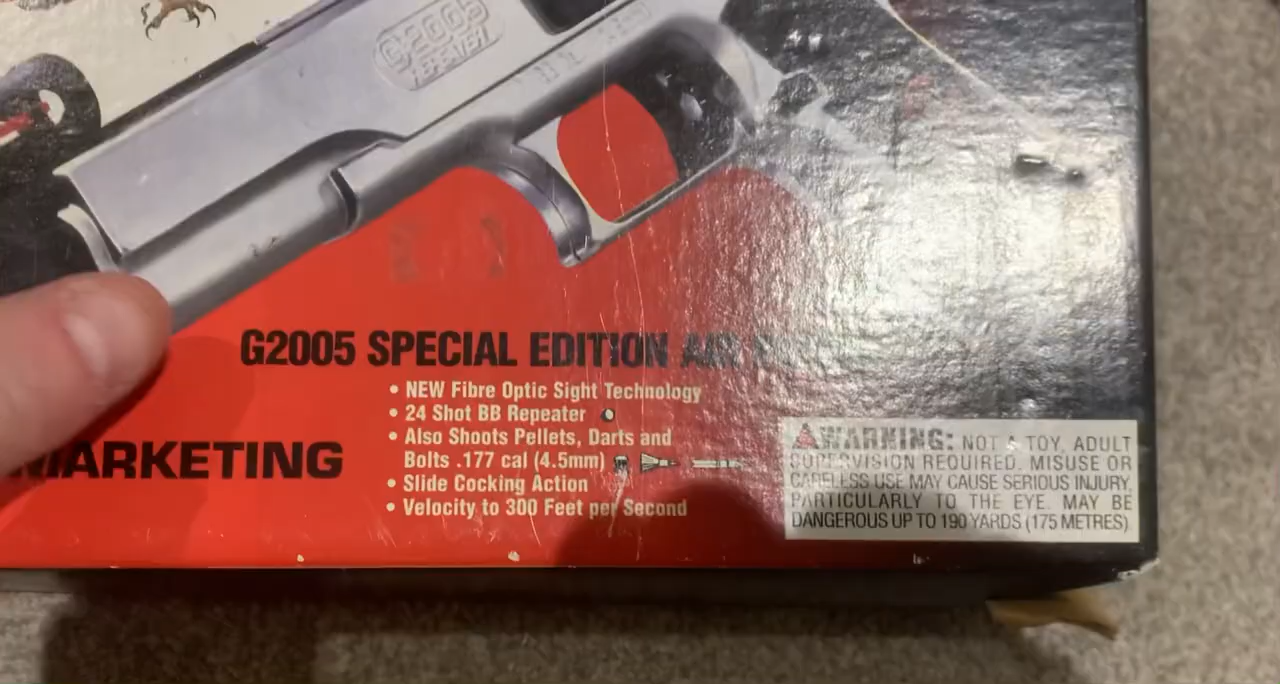 G2005
REPEATER
G2005 SPECIAL EDITION AIR
• NEW Fibre Optic Sight Technology
• 24 Shot BB Repeater
• Also Shoots Pellets, Darts and
Bolts .177 cal (4.5mm)
• Slide Cocking Action
• Velocity to 300 Feet per Second
MARKETING
WARNING: NOT A TOY, ADULT
SUPERVISION REQUIRED. MISUSE OR
CARELESS USE MAY CAUSE SERIOUS INJURY,
PARTICULARLY TO THE EYE. MAY BE
DANGEROUS UP TO 190 YARDS (175 METRES)